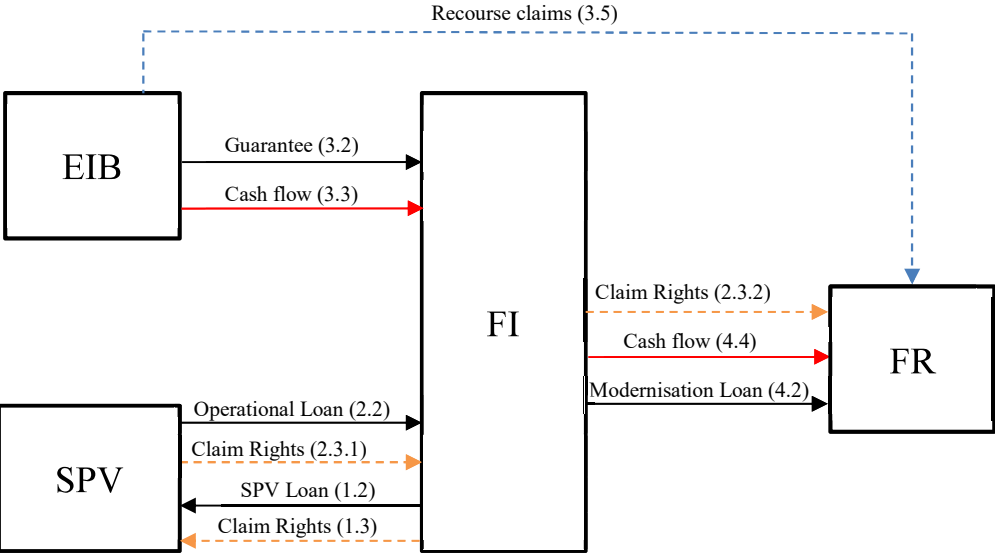 Recourse claims (3.5)
EIB
Guarantee (3.2)
Cash flow (3.3)
FI
Claim Rights (2.3.2)
Cash flow (4.4)
Modernisation Loan (4.2)
FR
SPV
Operational Loan (2.2)
Claim Rights (2.3.1)
SPV Loan (1.2)
Claim Rights (1.3)